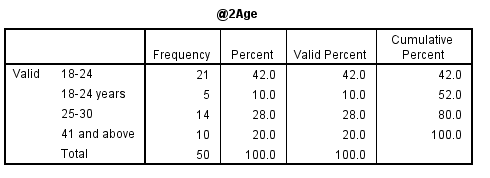 @2Age
Frequency Percent Valid Percent Cumulative Percent
Valid 18-24 21 42.0 42.0 42.0
18-24 years 5 10.0 10.0 52.0
25-30 14 28.0 28.0 80.0
41 and above 10 20.0 20.0 100.0
Total 50 100.0 100.0